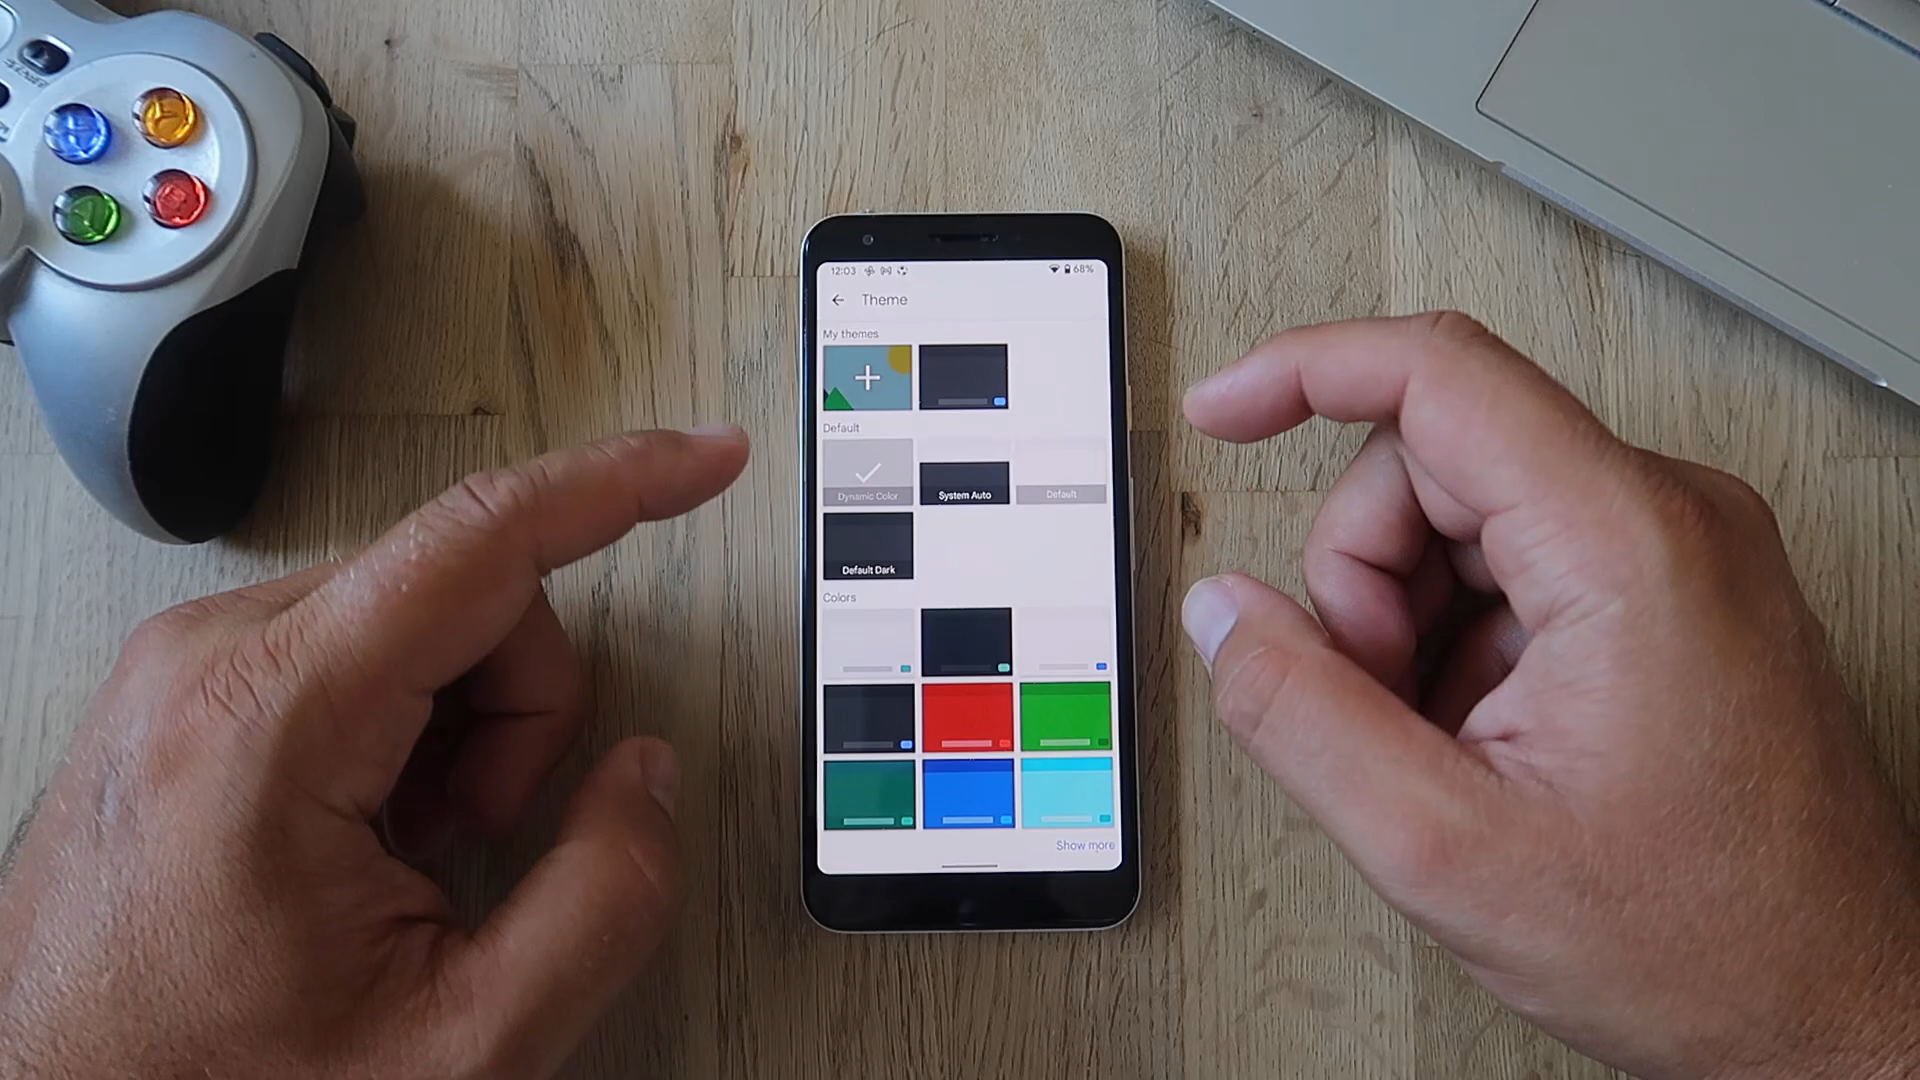 12:03
68%
Theme
My themes
Default
Dynamic Color
System Auto
Default
Default Dark
Colors
Show more